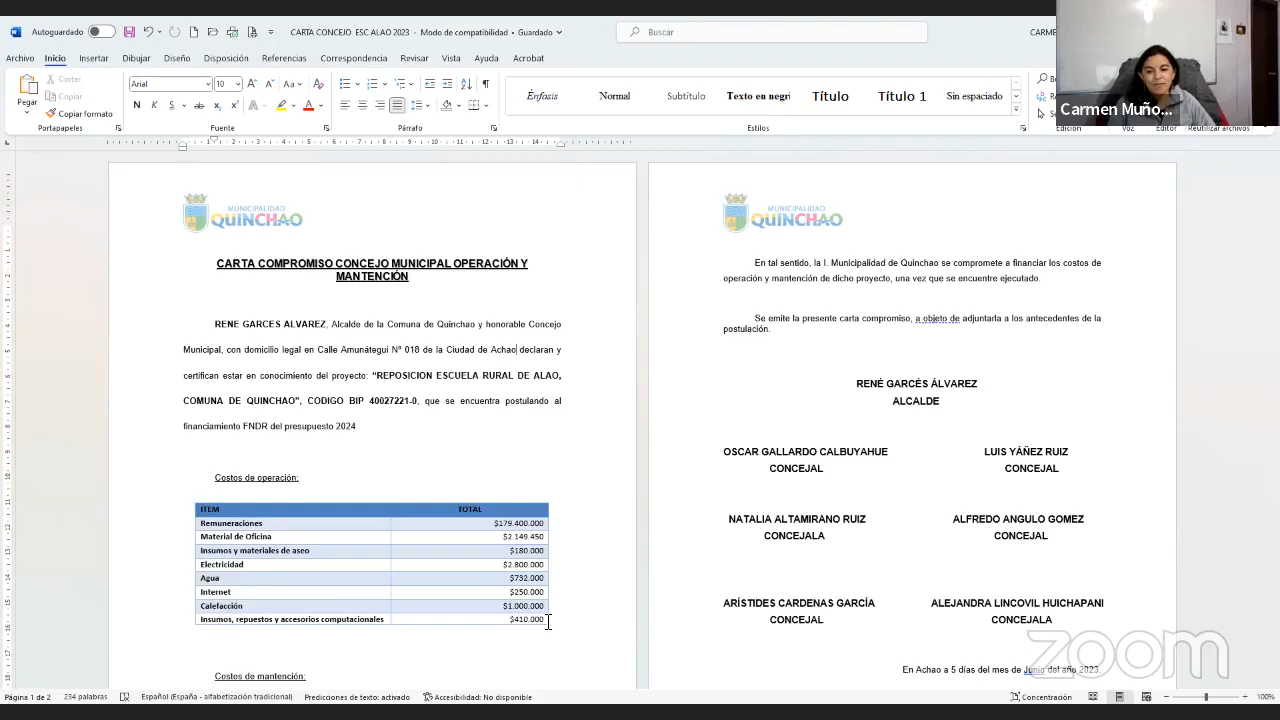 Autoguardado
CARTA CONCEJO ESC ALAO 2023 - Modo de compatibilidad • Guardado
Buscar
Archivo Inicio Insertar Dibujar Diseño Disposición Referencias Correspondencia Revisar Vista Ayuda Acrobat
Pegar
Cortar
Copiar
Copiar formato
Portapapeles
Arial 10
N K S ab x x A A
Fuente
Párrafo
Énfasis Normal Subtítulo Texto en negri Título Título 1 Sin espaciado
Estilos
Edición Voz Editor Reutilizar archivos
Carmen Muño...
MUNICIPALIDAD
QUINCHAO
CARTA COMPROMISO CONCEJO MUNICIPAL OPERACIÓN Y
MANTENCIÓN
RENE GARCES ALVAREZ, Alcalde de la Comuna de Quinchao y honorable Concejo
Municipal, con domicilio legal en Calle Amunátegui Nº 018 de la Ciudad de Achao declaran y
certifican estar en conocimiento del proyecto: “REPOSICION ESCUELA RURAL DE ALAO,
COMUNA DE QUINCHAO”, CODIGO BIP 40027221-0, que se encuentra postulando al
financiamiento FNDR del presupuesto 2024.
Costos de operación:
ITEM TOTAL
Remuneraciones $179.400.000
Material de Oficina $2.149.450
Insumos y materiales de aseo $180.000
Electricidad $2.800.000
Agua $732.000
Internet $250.000
Calefacción $1.000.000
Insumos, repuestos y accesorios computacionales $410.000
Costos de mantención:
MUNICIPALIDAD
QUINCHAO
En tal sentido, la I. Municipalidad de Quinchao se compromete a financiar los costos de
operación y mantención de dicho proyecto, una vez que se encuentre ejecutado.
Se emite la presente carta compromiso, a objeto de adjuntarla a los antecedentes de la
postulación.
RENÉ GARCÉS ÁLVAREZ
ALCALDE
OSCAR GALLARDO CALBUYAHUE LUIS YÁÑEZ RUIZ
CONCEJAL CONCEJAL
NATALIA ALTAMIRANO RUIZ ALFREDO ANGULO GOMEZ
CONCEJALA CONCEJAL
ARÍSTIDES CARDENAS GARCÍA ALEJANDRA LINCOVIL HUICHAPANI
CONCEJAL CONCEJALA
En Achao a 5 días del mes de Junio del año 2023.
zoom
Página 1 de 2 234 palabras Español (España - alfabetización tradicional) Predicciones de texto: activado Accesibilidad: No disponible Concentración 100%